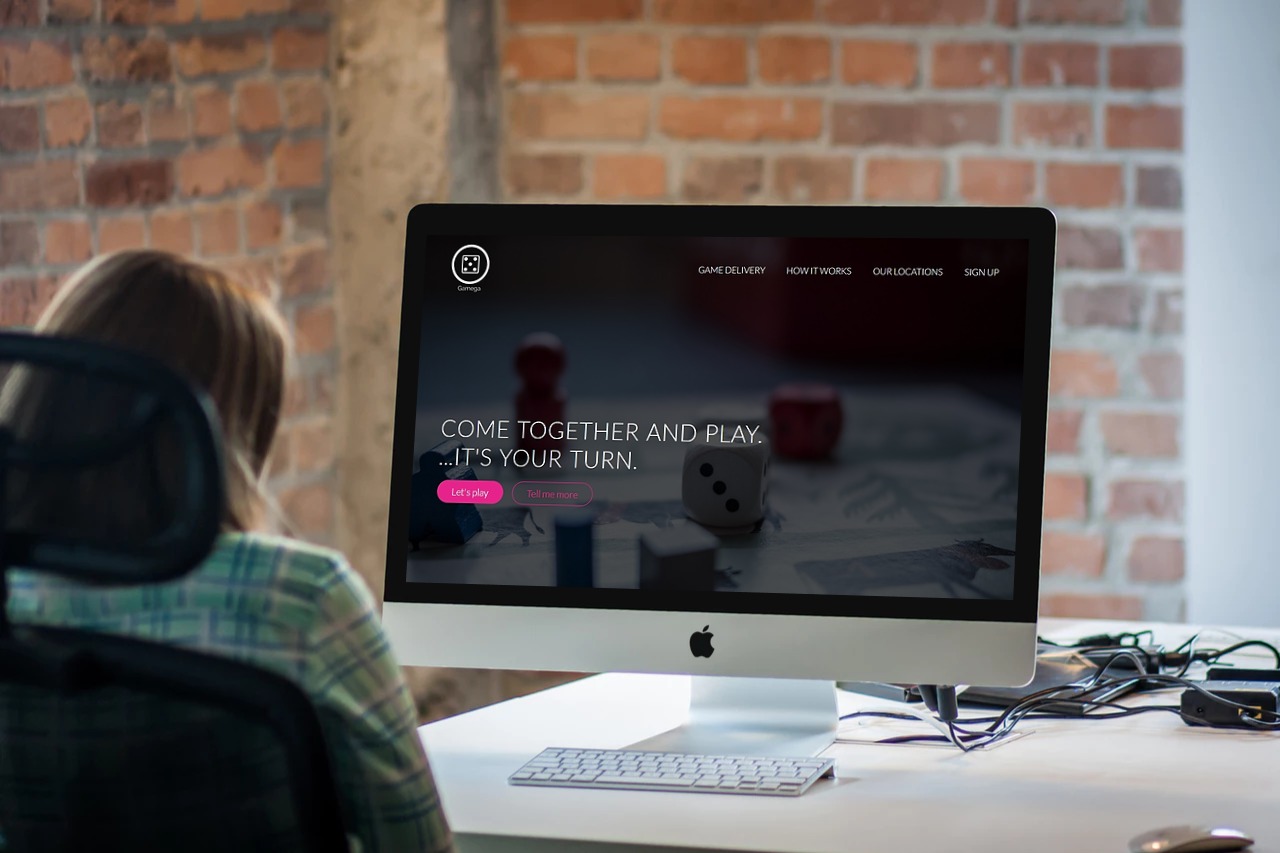 GAME DELIVERY HOW IT WORKS OUR LOCATIONS SIGN UP
Gamega
COME TOGETHER AND PLAY.
...IT'S YOUR TURN.
Let's play Tell me more